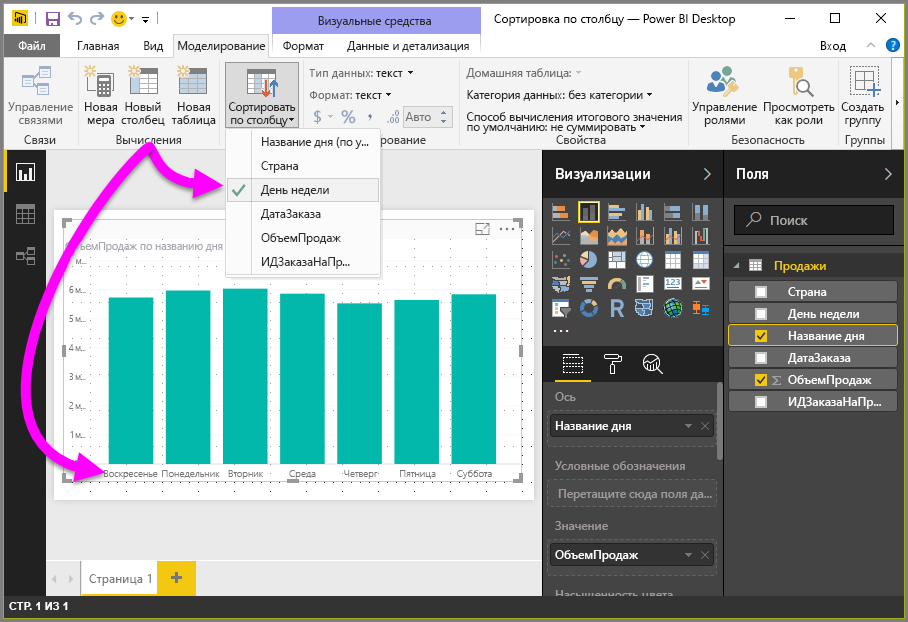 Визуальные средства
Сортировка по столбцу — Power BI Desktop
Файл
Главная
Вид
Моделирование
Формат
Данные и детализация
Вход
Управление связями
Новая мера
Новый столбец
Новая таблица
Сортировать по столбцу
Тип данных: текст
Формат: текст
$ % , .00 Авто
Домашняя таблица:
Категория данных: без категории
Способ вычисления итогового значения
по умолчанию: не суммировать
Управление ролями
Просмотреть как роли
Создать группу
Связи
Вычисления
рование
Свойства
Безопасность
Группы
Название дня (по у...
Страна
День недели
ДатаЗаказа
ОбъемПродаж
ИДЗаказаНаПр...
ОбъемПродаж по названию дня
м...
6 м...
5 м...
4 м...
3 м...
2 м...
1 м...
Воскресенье Понедельник Вторник Среда Четверг Пятница Суббота
Визуализации
R
123
Ось
Название дня
Условные обозначения
Перетащите сюда поля да...
Значение
ОбъемПродаж
Насыщенность цвета
Поля
Поиск
Продажи
Страна
День недели
Название дня
ДатаЗаказа
Σ ОбъемПродаж
ИДЗаказаНаПр...
Страница 1
СТР. 1 ИЗ 1